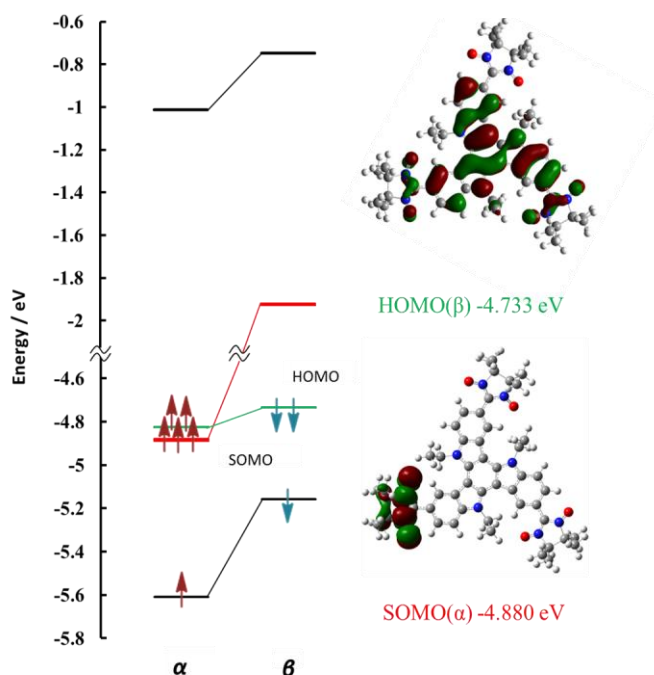 -0.6
-0.8
-1
-1.2
-1.4
-1.6
-1.8
-2
-4.6
-4.8
-5
-5.2
-5.4
-5.6
-5.8
Energy / eV
HOMO
SOMO
α
β
HOMO(β) -4.733 eV
SOMO(α) -4.880 eV